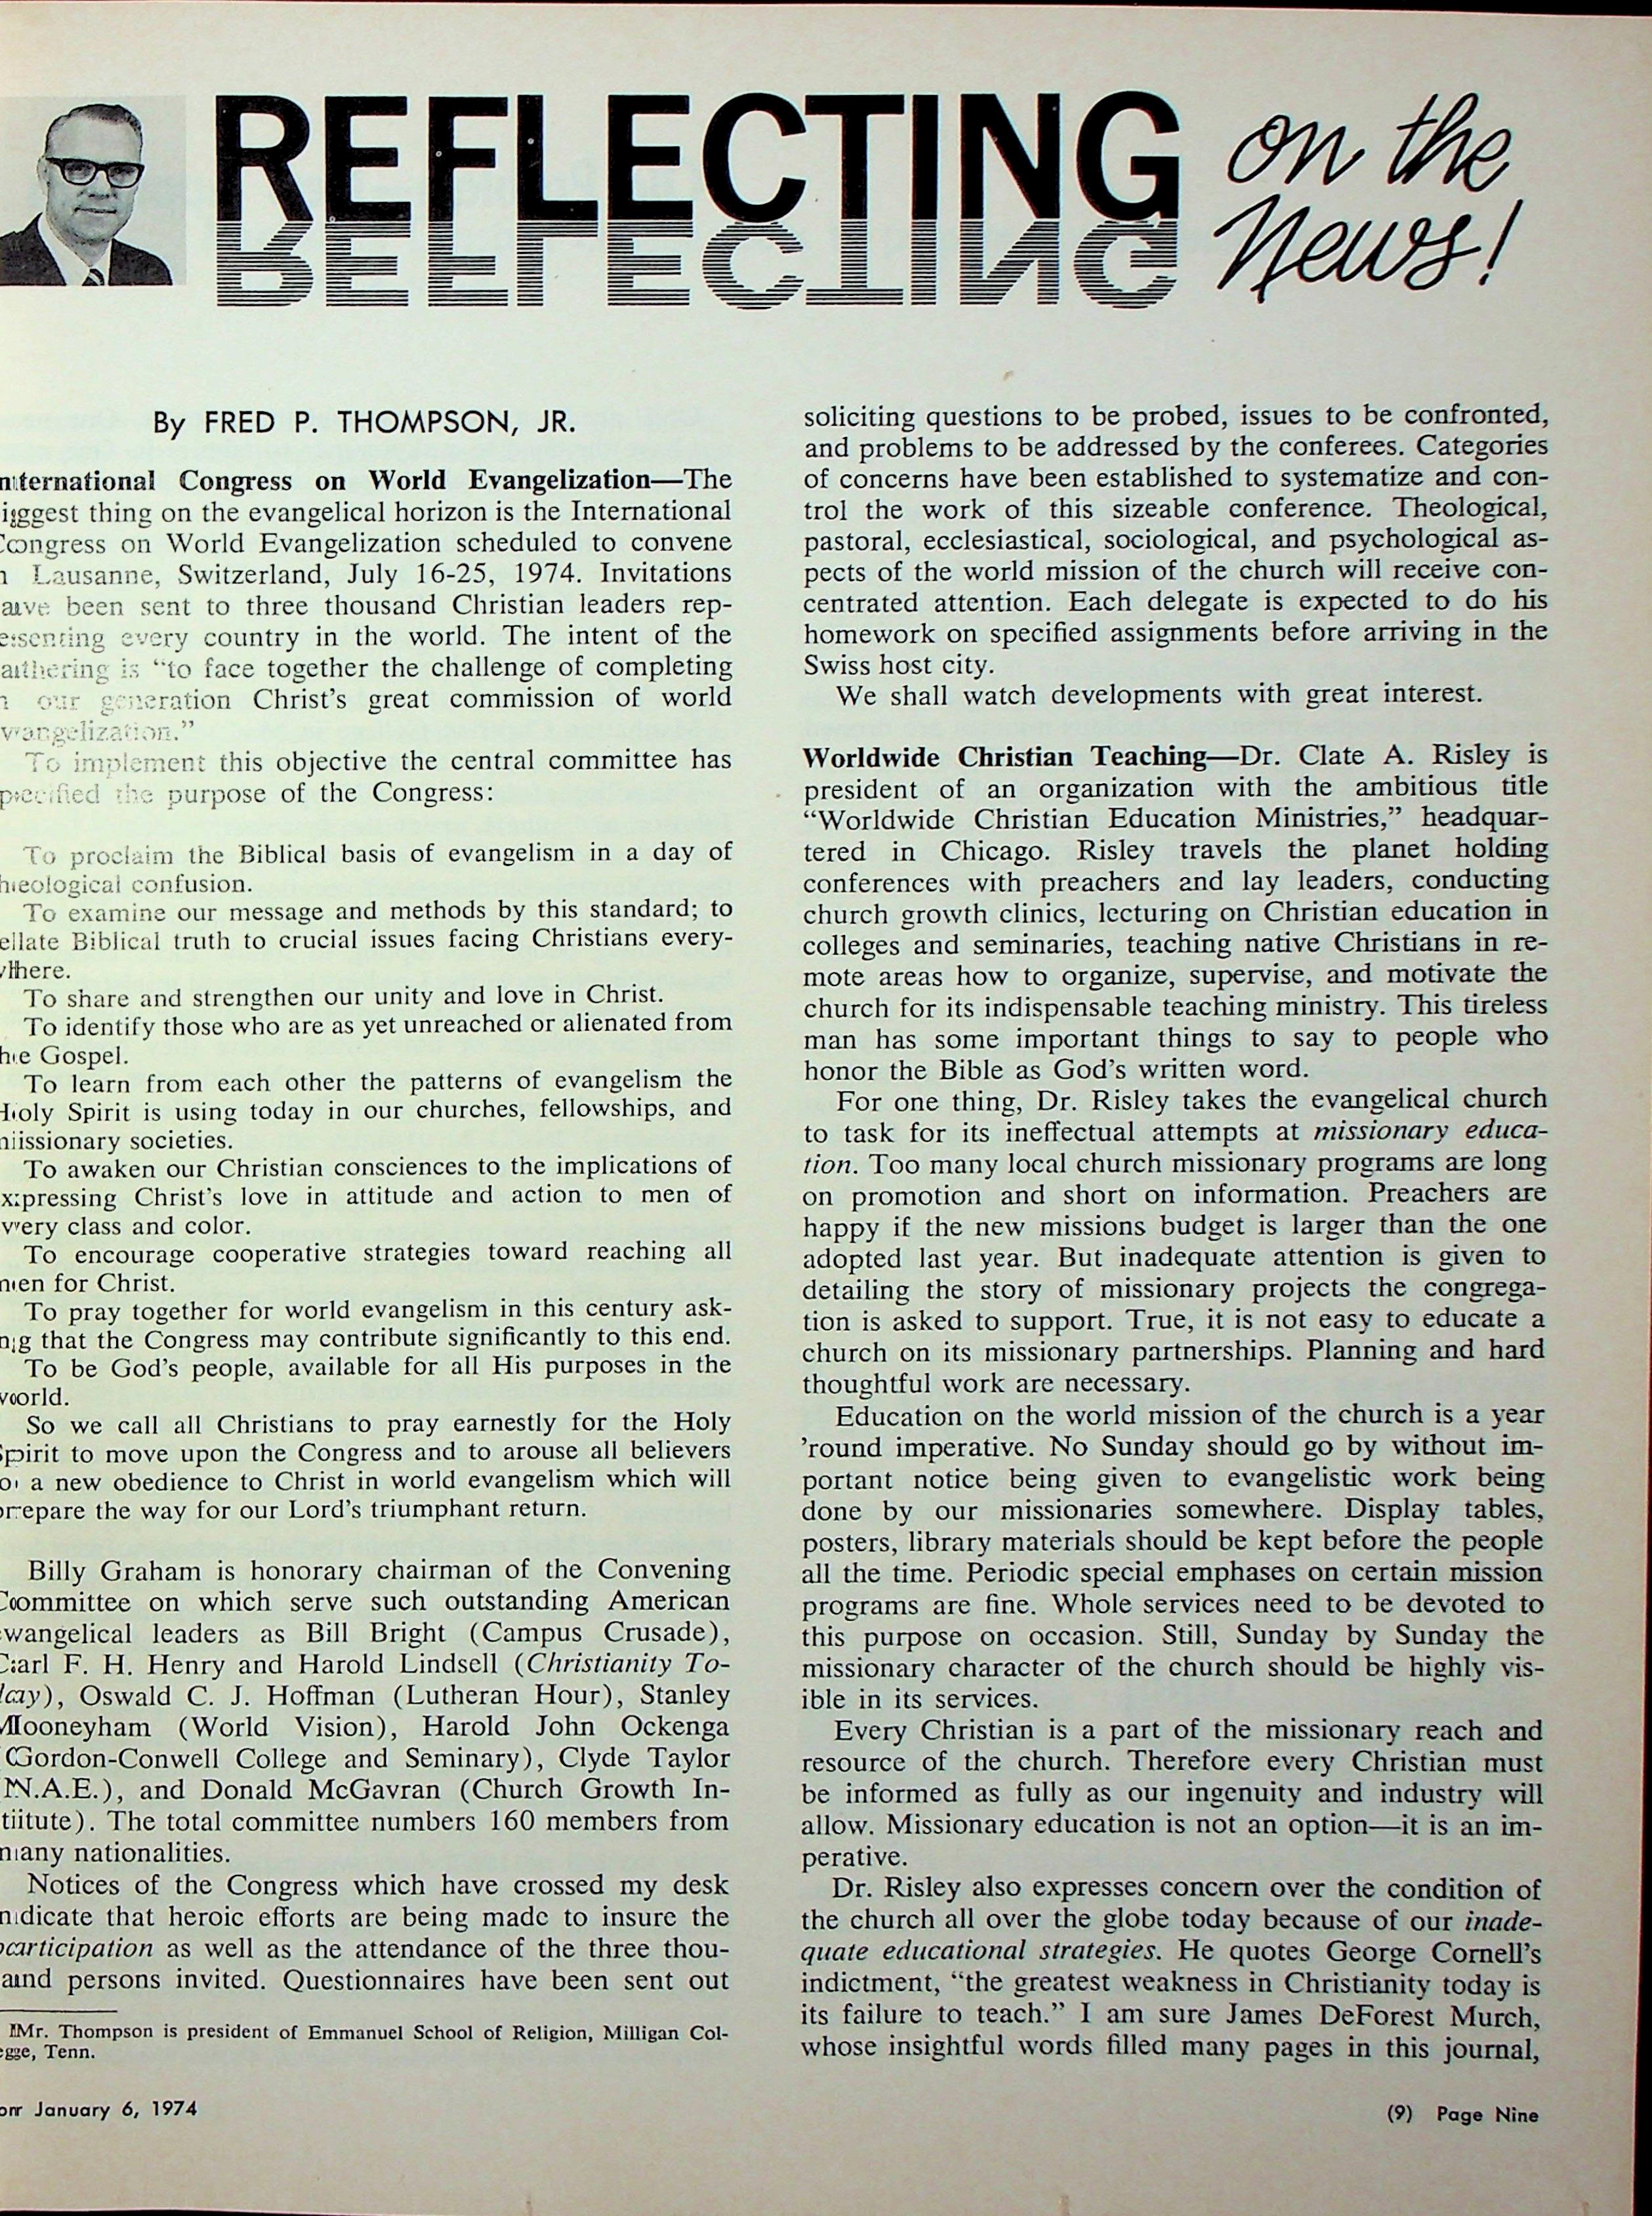 REFLECTING on the News!
By FRED P. THOMPSON, JR.
nternational Congress on World Evangelization—The
iggest thing on the evangelical horizon is the International
Congress on World Evangelization scheduled to convene
n Lausanne, Switzerland, July 16-25, 1974. Invitations
ave been sent to three thousand Christian leaders rep-
esenting every country in the world. The intent of the
athering is “to face together the challenge of completing
n our generation Christ’s great commission of world
vangelization.”
To implement this objective the central committee has
pecified the purpose of the Congress:
To proclaim the Biblical basis of evangelism in a day of
heological confusion.
To examine our message and methods by this standard; to
elate Biblical truth to crucial issues facing Christians every-
where.
To share and strengthen our unity and love in Christ.
To identify those who are as yet unreached or alienated from
he Gospel.
To learn from each other the patterns of evangelism the
Holy Spirit is using today in our churches, fellowships, and
missionary societies.
To awaken our Christian consciences to the implications of
xpressing Christ’s love in attitude and action to men of
very class and color.
To encourage cooperative strategies toward reaching all
men for Christ.
To pray together for world evangelism in this century ask-
ng that the Congress may contribute significantly to this end.
To be God’s people, available for all His purposes in the
world.
So we call all Christians to pray earnestly for the Holy
Spirit to move upon the Congress and to arouse all believers
o a new obedience to Christ in world evangelism which will
prepare the way for our Lord’s triumphant return.
Billy Graham is honorary chairman of the Convening
Committee on which serve such outstanding American
evangelical leaders as Bill Bright (Campus Crusade),
Carl F. H. Henry and Harold Lindsell (Christianity To-
day), Oswald C. J. Hoffman (Lutheran Hour), Stanley
Mooneyham (World Vision), Harold John Ockenga
(Gordon-Conwell College and Seminary), Clyde Taylor
(N.A.E.), and Donald McGavran (Church Growth In-
titute). The total committee numbers 160 members from
many nationalities.
Notices of the Congress which have crossed my desk
ndicate that heroic efforts are being made to insure the
participation as well as the attendance of the three thou-
and persons invited. Questionnaires have been sent out
Mr. Thompson is president of Emmanuel School of Religion, Milligan Col-
ege, Tenn.
soliciting questions to be probed, issues to be confronted,
and problems to be addressed by the conferees. Categories
of concerns have been established to systematize and con-
trol the work of this sizeable conference. Theological,
pastoral, ecclesiastical, sociological, and psychological as-
pects of the world mission of the church will receive con-
centrated attention. Each delegate is expected to do his
homework on specified assignments before arriving in the
Swiss host city.
We shall watch developments with great interest.
Worldwide Christian Teaching—Dr. Clate A. Risley is
president of an organization with the ambitious title
“Worldwide Christian Education Ministries,” headquar-
tered in Chicago. Risley travels the planet holding
conferences with preachers and lay leaders, conducting
church growth clinics, lecturing on Christian education in
colleges and seminaries, teaching native Christians in re-
mote areas how to organize, supervise, and motivate the
church for its indispensable teaching ministry. This tireless
man has some important things to say to people who
honor the Bible as God’s written word.
For one thing, Dr. Risley takes the evangelical church
to task for its ineffectual attempts at missionary educa-
tion. Too many local church missionary programs are long
on promotion and short on information. Preachers are
happy if the new missions budget is larger than the one
adopted last year. But inadequate attention is given to
detailing the story of missionary projects the congrega-
tion is asked to support. True, it is not easy to educate a
church on its missionary partnerships. Planning and hard
thoughtful work are necessary.
Education on the world mission of the church is a year
’round imperative. No Sunday should go by without im-
portant notice being given to evangelistic work being
done by our missionaries somewhere. Display tables,
posters, library materials should be kept before the people
all the time. Periodic special emphases on certain mission
programs are fine. Whole services need to be devoted to
this purpose on occasion. Still, Sunday by Sunday the
missionary character of the church should be highly vis-
ible in its services.
Every Christian is a part of the missionary reach and
resource of the church. Therefore every Christian must
be informed as fully as our ingenuity and industry will
allow. Missionary education is not an option—it is an im-
perative.
Dr. Risley also expresses concern over the condition of
the church all over the globe today because of our inade-
quate educational strategies. He quotes George Cornell’s
indictment, “the greatest weakness in Christianity today is
its failure to teach.” I am sure James DeForest Murch,
whose insightful words filled many pages in this journal,
or January 6, 1974
(9) Page Nine